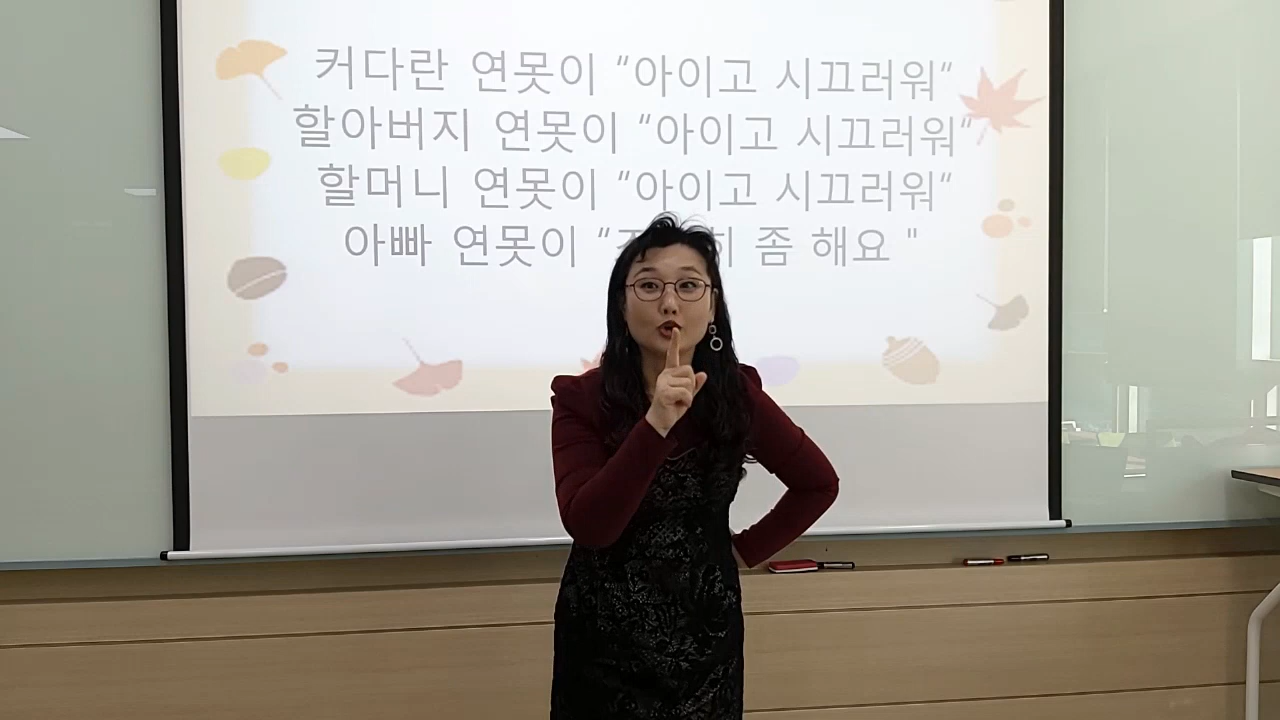 커다란 연못이 "아이고 시끄러워"
할아버지 연못이 "아이고 시끄러워"
할머니 연못이 "아이고 시끄러워"
아빠 연못이 " 좀 해요 "